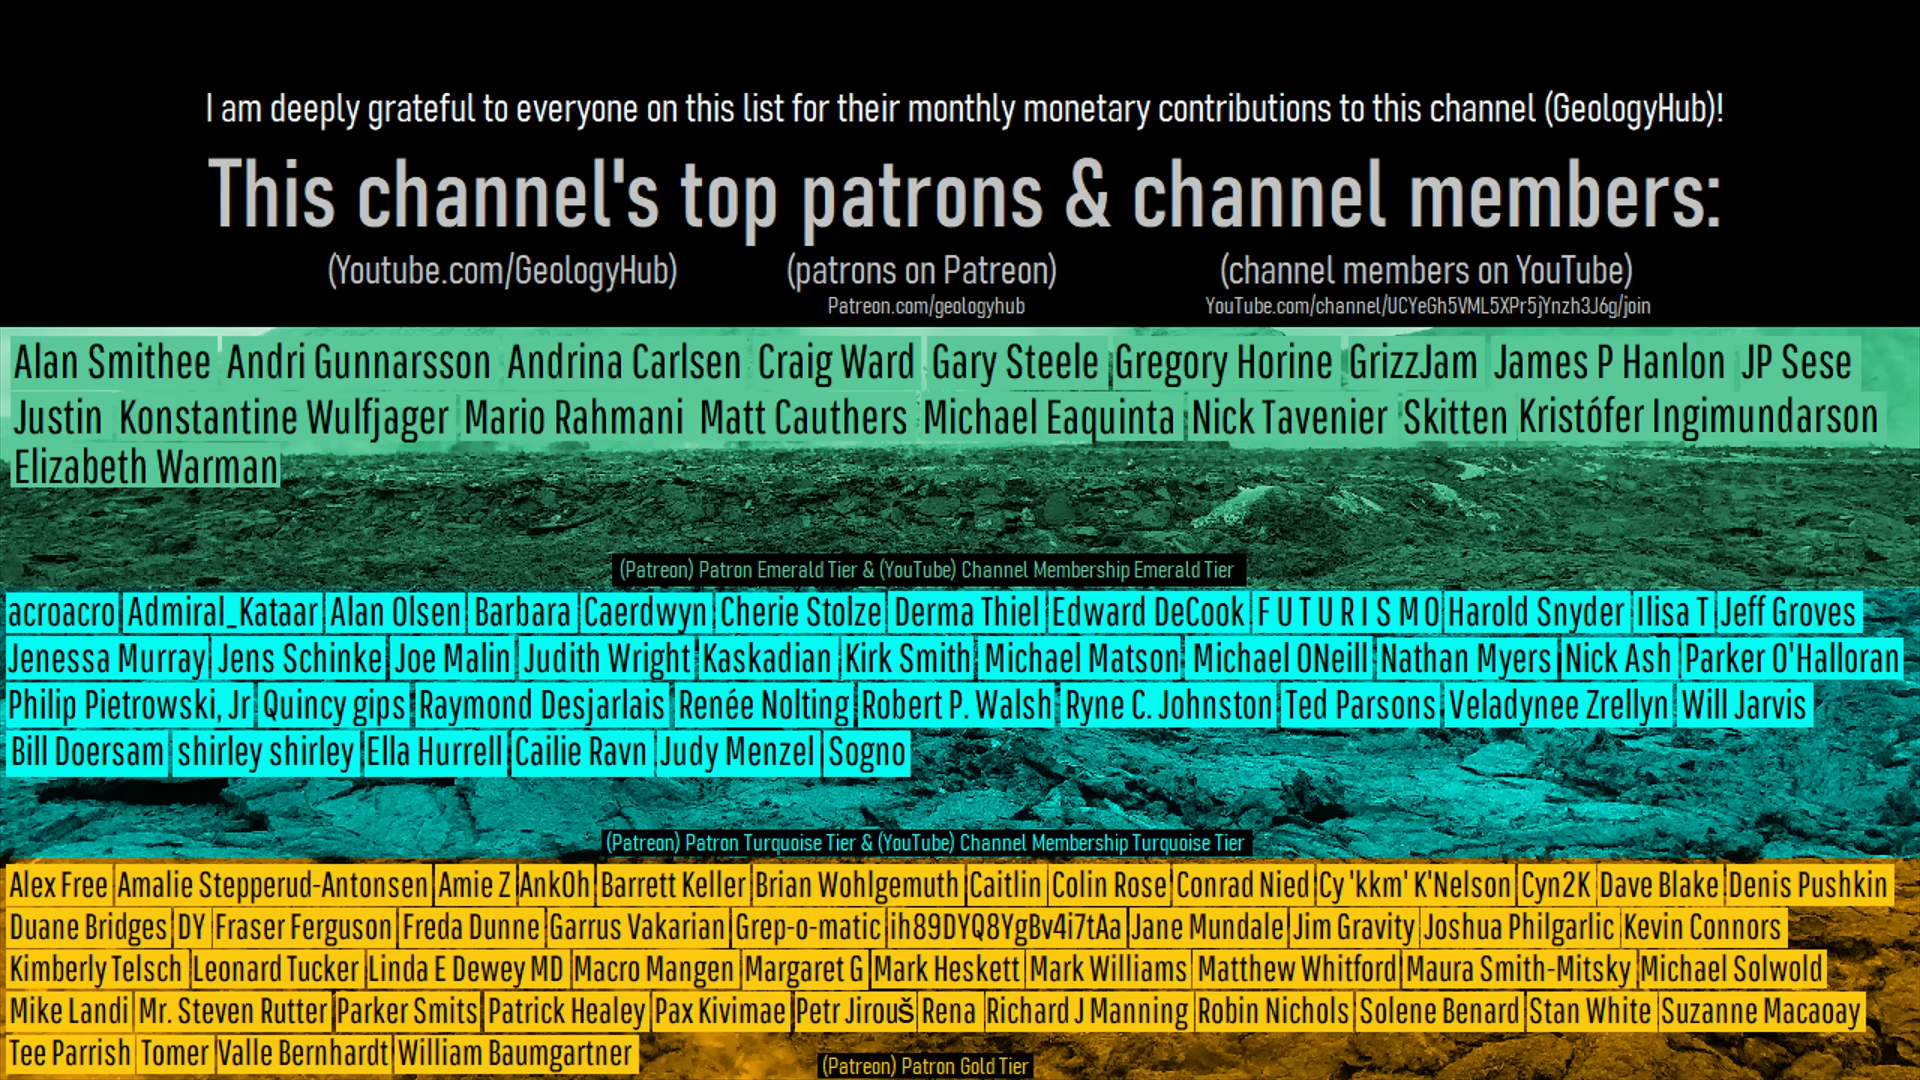 I am deeply grateful to everyone on this list for their monthly monetary contributions to this channel (GeologyHub)!
This channel's top patrons & channel members:
(Youtube.com/GeologyHub) (patrons on Patreon) (channel members on YouTube)
Patreon.com/geologyhub YouTube.com/channel/UCYeGh5VML5XPr5jYnzh3J6g/join
Alan Smithee Andri Gunnarsson Andrina Carlsen Craig Ward Gary Steele Gregory Horine GrizzJam James P Hanlon JP Sese
Justin Konstantine Wulfjager Mario Rahmani Matt Cauthers Michael Eaquinta Nick Tavenier Skitten Kristófer Ingimundarson
Elizabeth Warman
(Patreon) Patron Emerald Tier & (YouTube) Channel Membership Emerald Tier
acroacro Admiral_Kataar Alan Olsen Barbara Caerdwyn Cherie Stolze Derma Thiel Edward DeCook F U T U R I S M O Harold Snyder Ilisa T Jeff Groves
Jenessa Murray Jens Schinke Joe Malin Judith Wright Kaskadian Kirk Smith Michael Matson Michael ONeill Nathan Myers Nick Ash Parker O'Halloran
Philip Pietrowski, Jr Quincy gips Raymond Desjarlais Renée Nolting Robert P. Walsh Ryne C. Johnston Ted Parsons Veladynee Zrellyn Will Jarvis
Bill Doersam shirley shirley Ella Hurrell Cailie Ravn Judy Menzel Sogno
(Patreon) Patron Turquoise Tier & (YouTube) Channel Membership Turquoise Tier
Alex Free Amalie Stepperud-Antonsen Amie Z AnkOh Barrett Keller Brian Wohlgemuth Caitlin Colin Rose Conrad Nied Cy 'kkm' K'Nelson Cyn2K Dave Blake Denis Pushkin
Duane Bridges DY Fraser Ferguson Freda Dunne Garrus Vakarian Grep-o-matic ih89DYQ8YgBv4i7tAa Jane Mundale Jim Gravity Joshua Philgarlic Kevin Connors
Kimberly Telsch Leonard Tucker Linda E Dewey MD Macro Mangen Margaret G Mark Heskett Mark Williams Matthew Whitford Maura Smith-Mitsky Michael Solwold
Mike Landi Mr. Steven Rutter Parker Smits Patrick Healey Pax Kivimae Petr Jirouš Rena Richard J Manning Robin Nichols Solene Benard Stan White Suzanne Macaoay
Tee Parrish Tomer Valle Bernhardt William Baumgartner
(Patreon) Patron Gold Tier